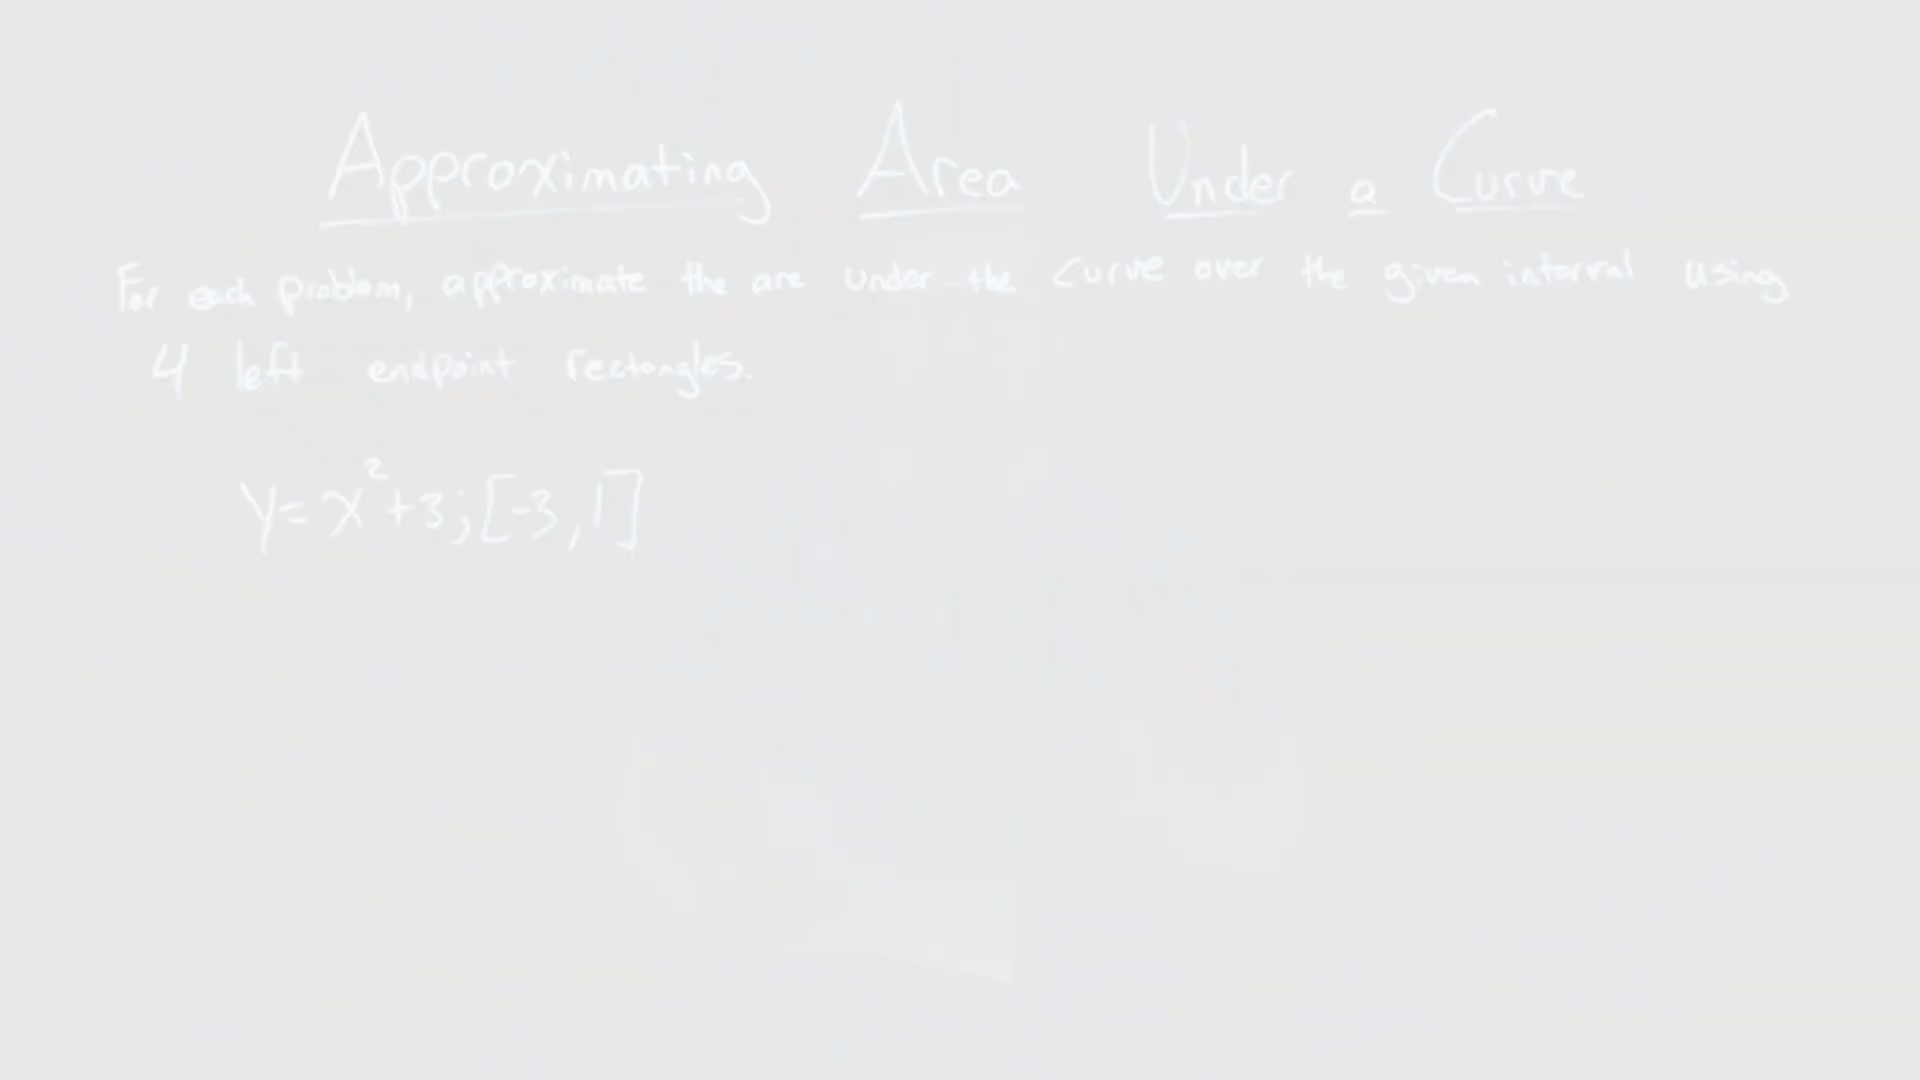 Approximating Area Under a Curve
For each problem, approximate the are under the curve over the given interval using
4 left endpoint rectangles.
y=x²+3;[-3,1]